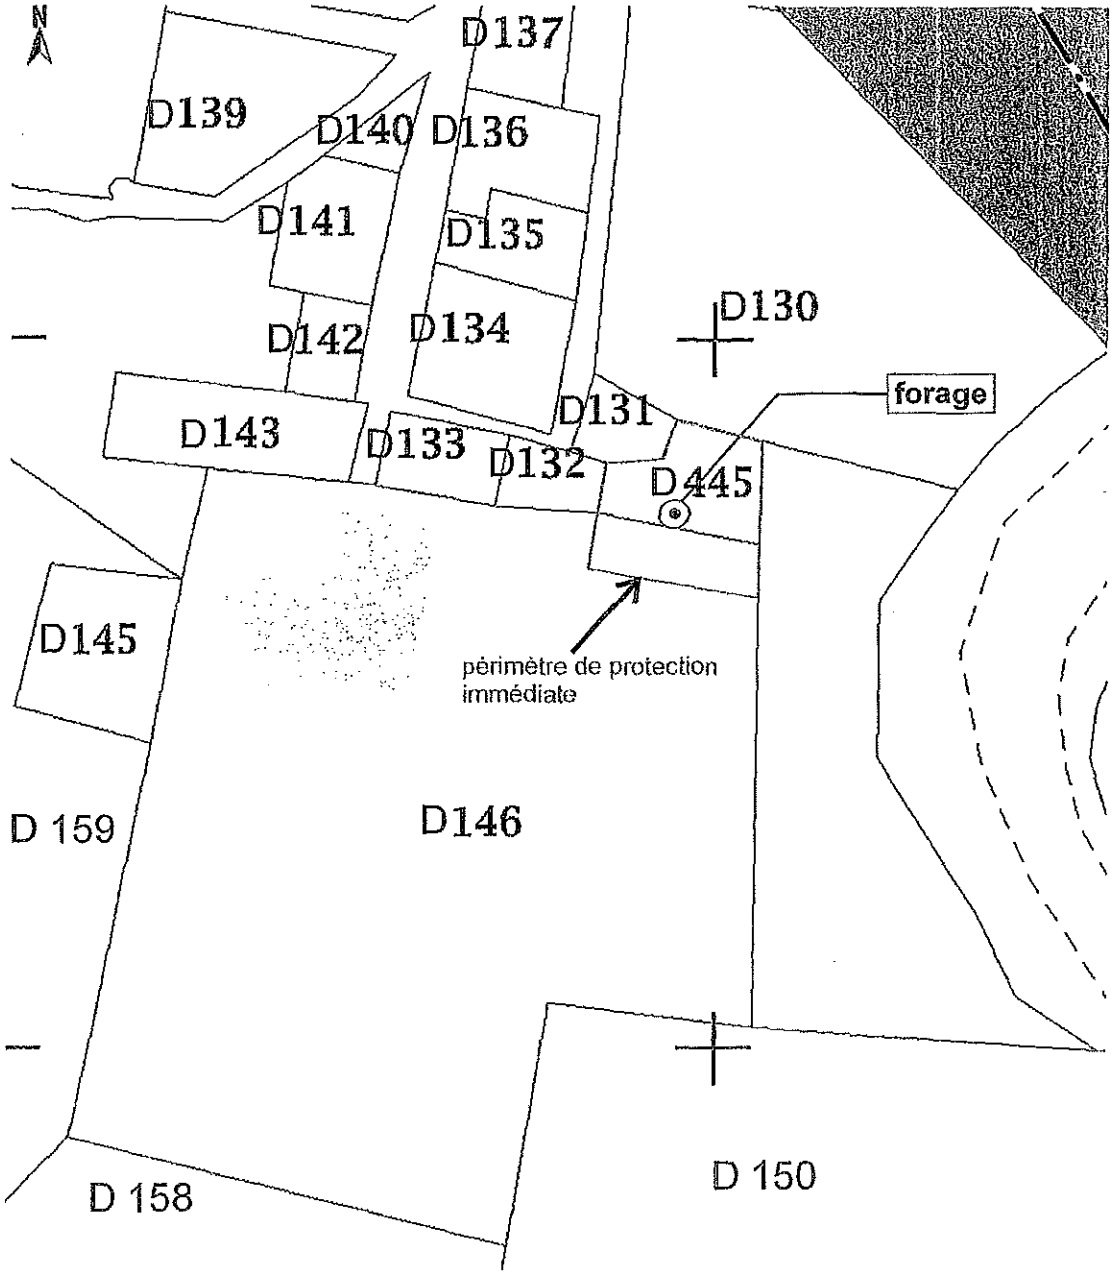 N
D137
D139
D140
D136
D141
D135
D130
D134
D142
forage
D131
D143
D133
D132
D 445
D145
périmètre de protection
immédiate
D146
D 159
D 150
D 158